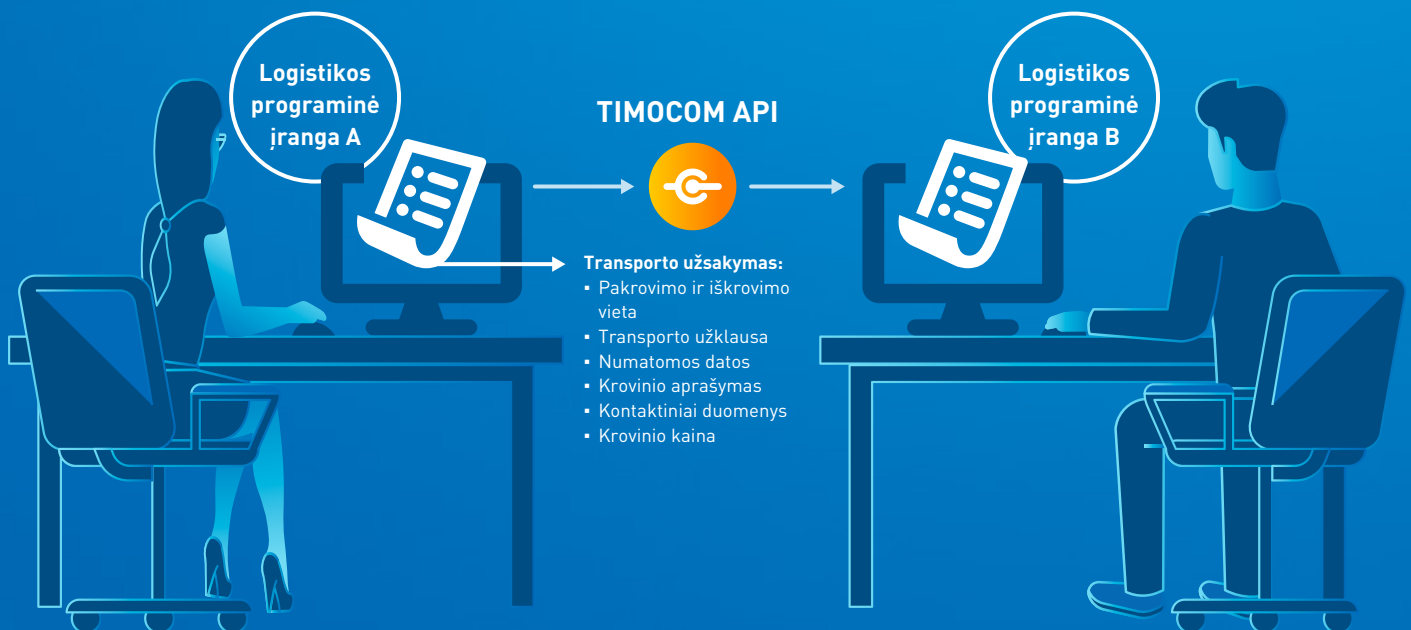 Logistikos
programinė
įranga A
TIMOCOM API
Logistikos
programinė
įranga B
Transporto užsakymas:
▪ Pakrovimo ir iškrovimo
vieta
▪ Transporto užklausa
▪ Numatomos datos
▪ Krovinio aprašymas
▪ Kontaktiniai duomenys
▪ Krovinio kaina